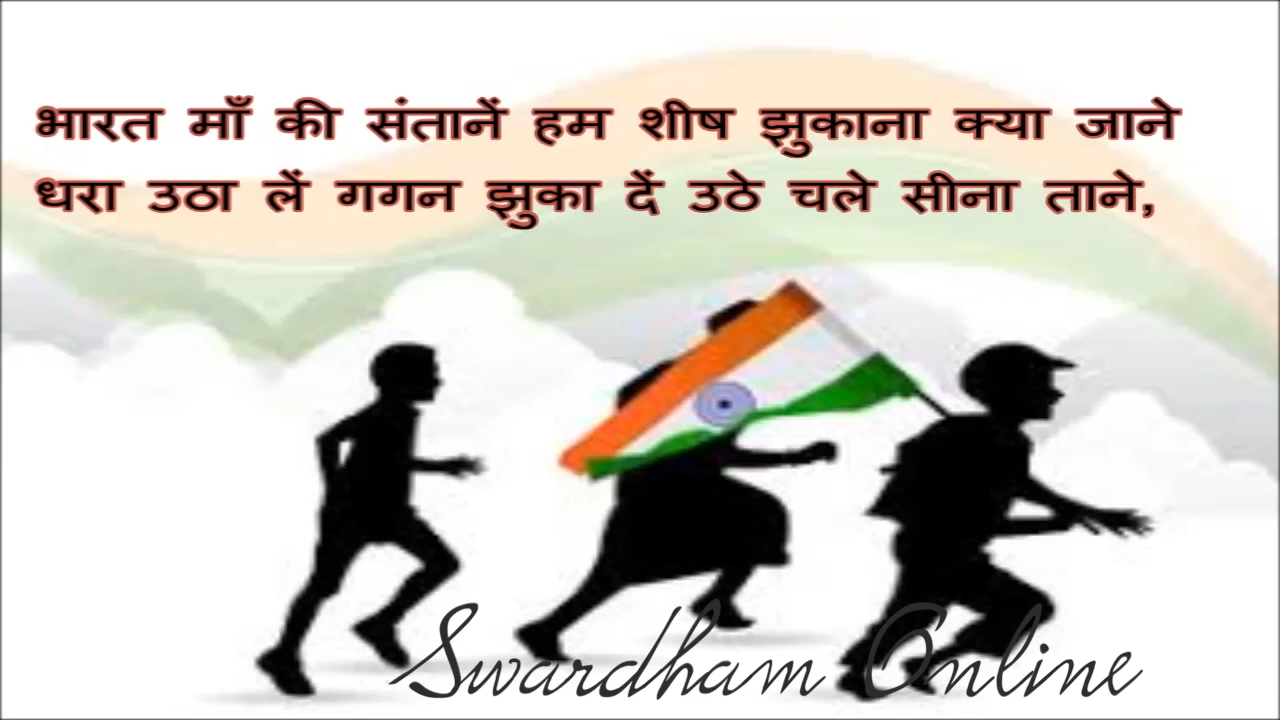 भारत माँ की संतानें हम शीष झुकाना क्या जाने
धरा उठा लें गगन झुका दें उठे चले सीना ताने,
Swardham Online